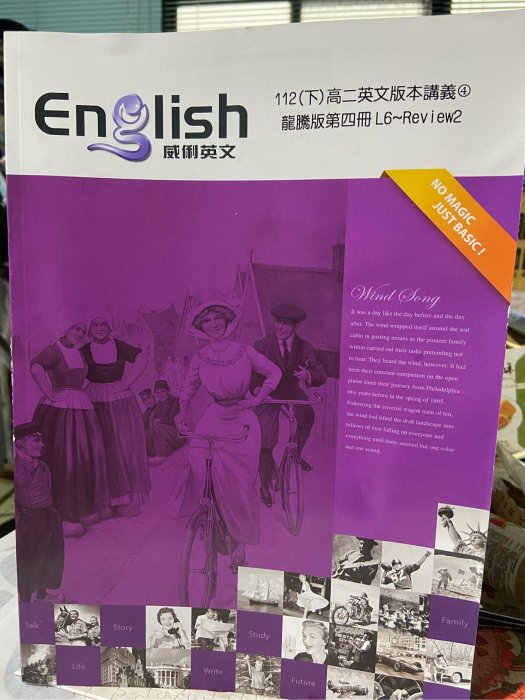 English
威俐英文
112(下)高二英文版本講義④
龍騰版第四冊 L6~Review2
NO MAGIC
JUST BASIC!
Wind Song
It was a day like the day before and the day
after. The wind wrapped itself around the sod
cabin in gusting moans as the pioneer family
within carried out their tasks pretending not
to hear. They heard the wind, however. It had
been their constant companion on the open
plains since their journey from Philadelphia
two years before in the spring of 1865.
Following the covered wagon train of ten,
the wind had lifted the drab landscape into
billows of dust falling on everyone and
everything until there seemed but one color
and one sound.
Talk
Story
Study
Family
Life
Write
Future